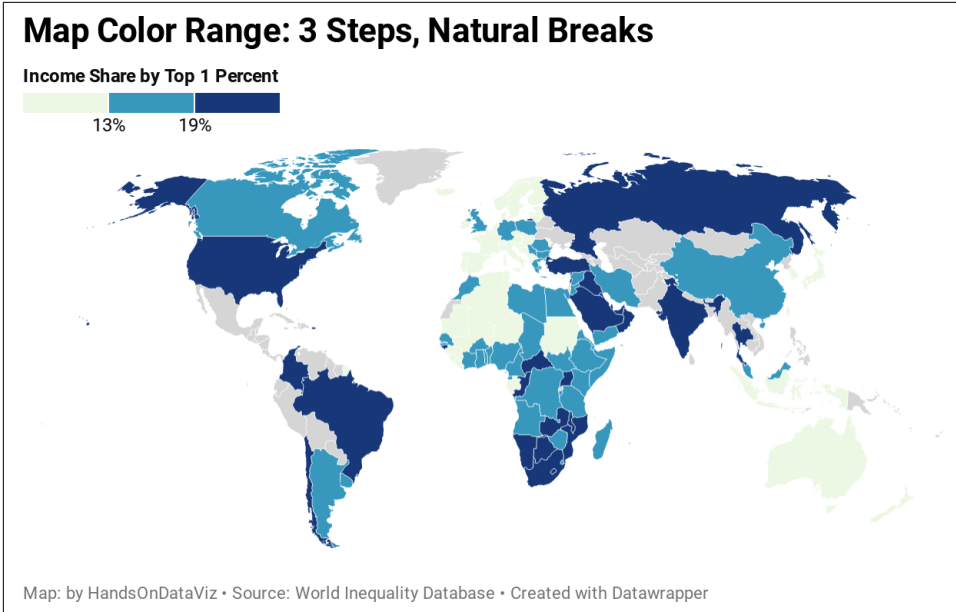 Map Color Range: 3 Steps, Natural Breaks
Income Share by Top 1 Percent
13% 19%
Map: by HandsOnDataViz • Source: World Inequality Database • Created with Datawrapper